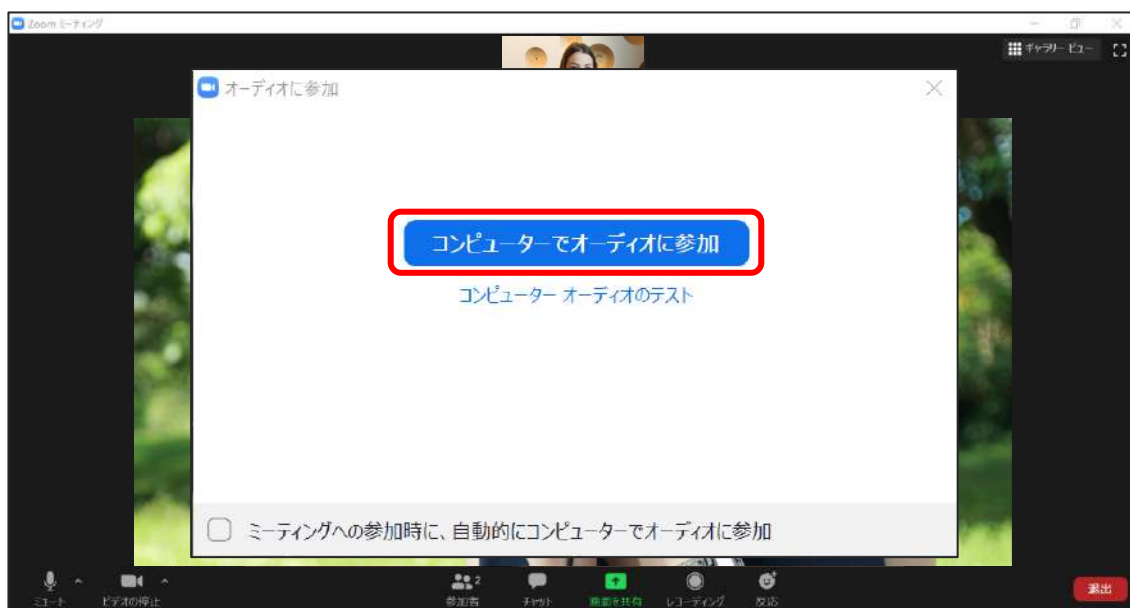 Zoom ミーティング
ギャラリー ビュー
オーディオに参加
コンピューターでオーディオに参加
コンピューター オーディオのテスト
ミーティングへの参加時に、自動的にコンピューターでオーディオに参加
ミュート
ビデオの停止
2
参加者
チャット
画面を共有
レコーディング
反応
退出